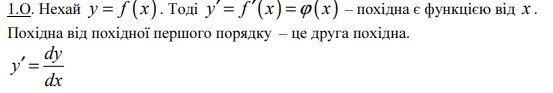 1.О. Нехай y = f(x). Тоді y′ = f′(x) = φ(x) – похідна є функцією від x.
Похідна від похідної першого порядку – це друга похідна.
y′ = dy/dx